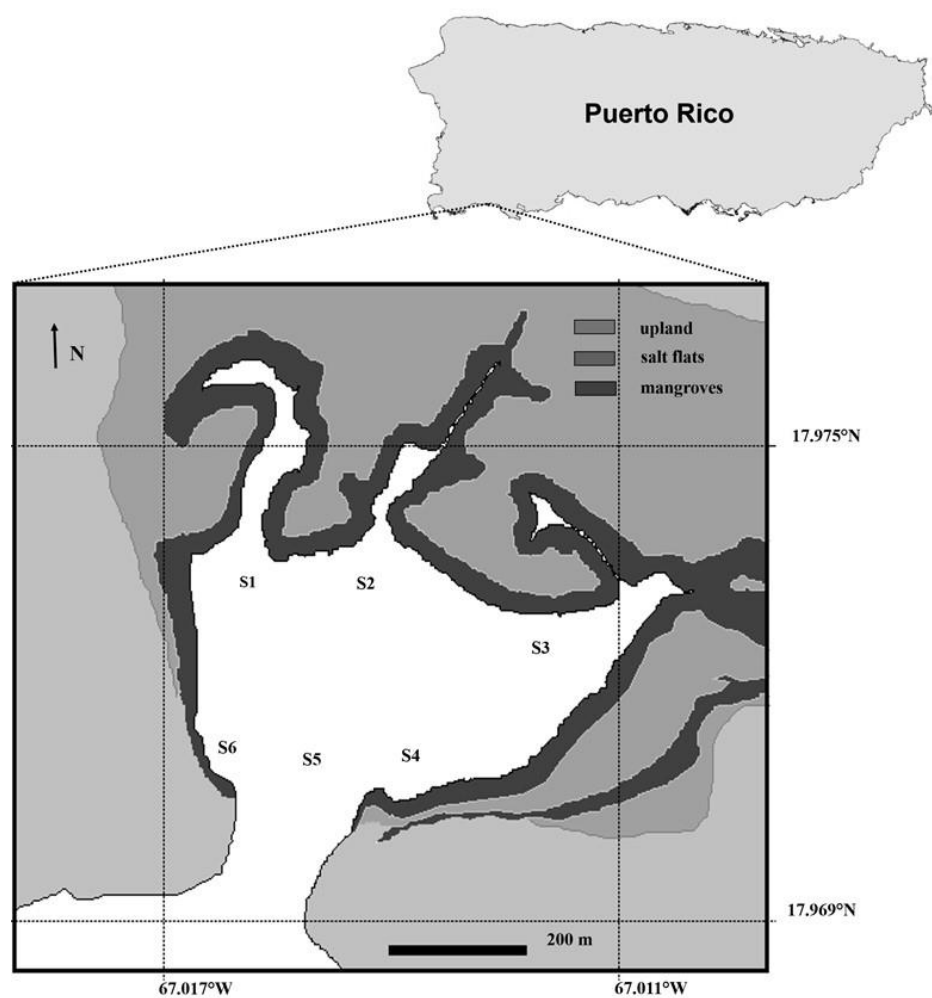 Puerto Rico
N
upland
salt flats
mangroves
17.975°N
S1
S2
S3
S6
S5
S4
17.969°N
200 m
67.017°W
67.011°W